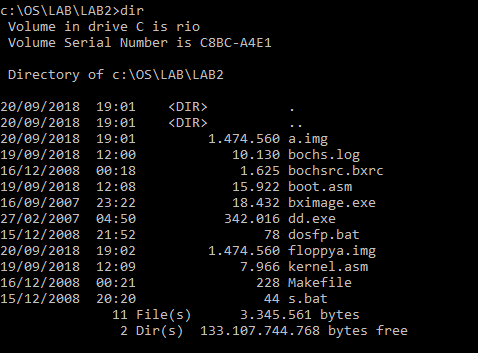 c:\OS\LAB\LAB2>dir
 Volume in drive C is rio
 Volume Serial Number is C8BC-A4E1

 Directory of c:\OS\LAB\LAB2

20/09/2018  19:01    <DIR>          .
20/09/2018  19:01    <DIR>          ..
20/09/2018  19:01         1.474.560 a.img
19/09/2018  12:00            10.130 bochs.log
16/12/2008  00:18             1.625 bochsrc.bxrc
19/09/2018  12:08            15.922 boot.asm
16/09/2007  23:22            18.432 bximage.exe
27/02/2007  04:50           342.016 dd.exe
15/12/2008  21:52                78 dosfp.bat
20/09/2018  19:02         1.474.560 floppya.img
19/09/2018  12:09             7.966 kernel.asm
16/12/2008  00:21               228 Makefile
15/12/2008  20:20                44 s.bat
              11 File(s)      3.345.561 bytes
               2 Dir(s)  133.107.744.768 bytes free